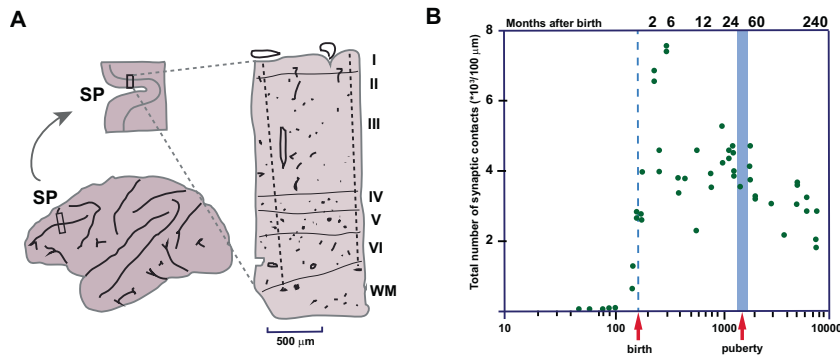 A
SP
SP
I
II
III
IV
V
VI
WM
500 µm
B
Months after birth 2 6 12 24 60 240
Total number of synaptic contacts (*10³/100 µm)
8
6
4
2
10 100 1000 10000
birth puberty